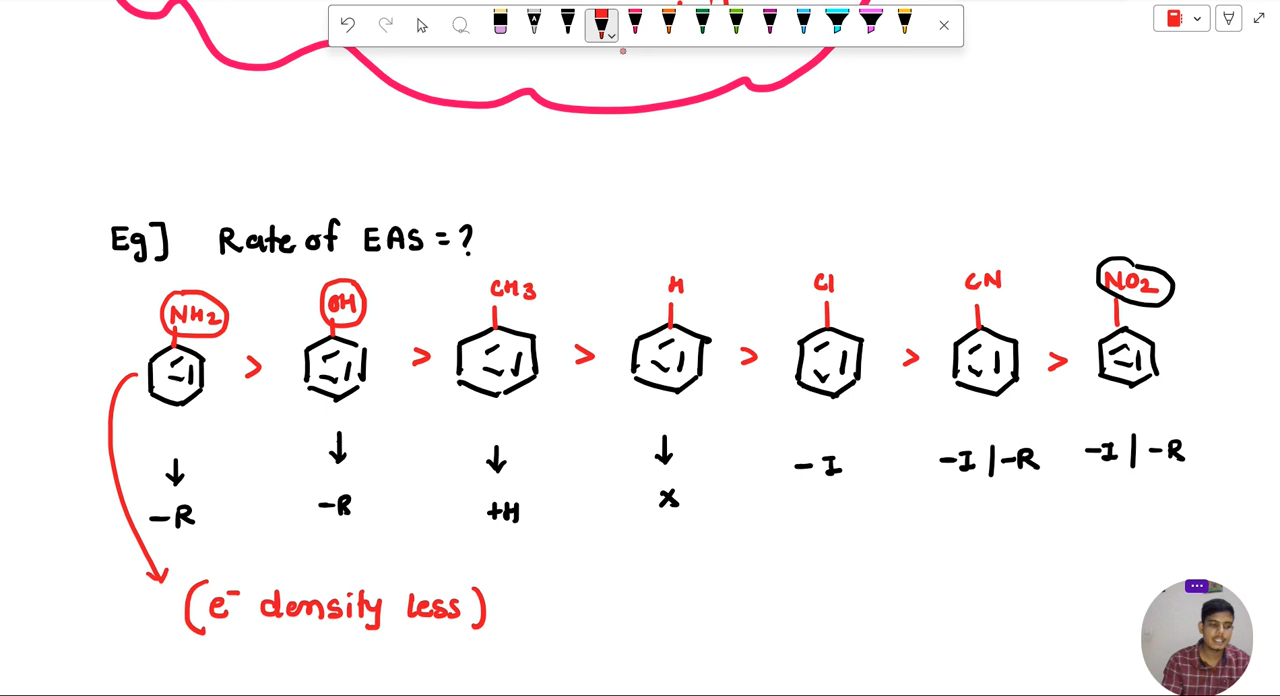 Eg] Rate of EAS = ?
NH2 OH CH3 H Cl CN NO2
> > > > > >
-R -R +H x -I -I | -R -I | -R
(e⁻ density less)